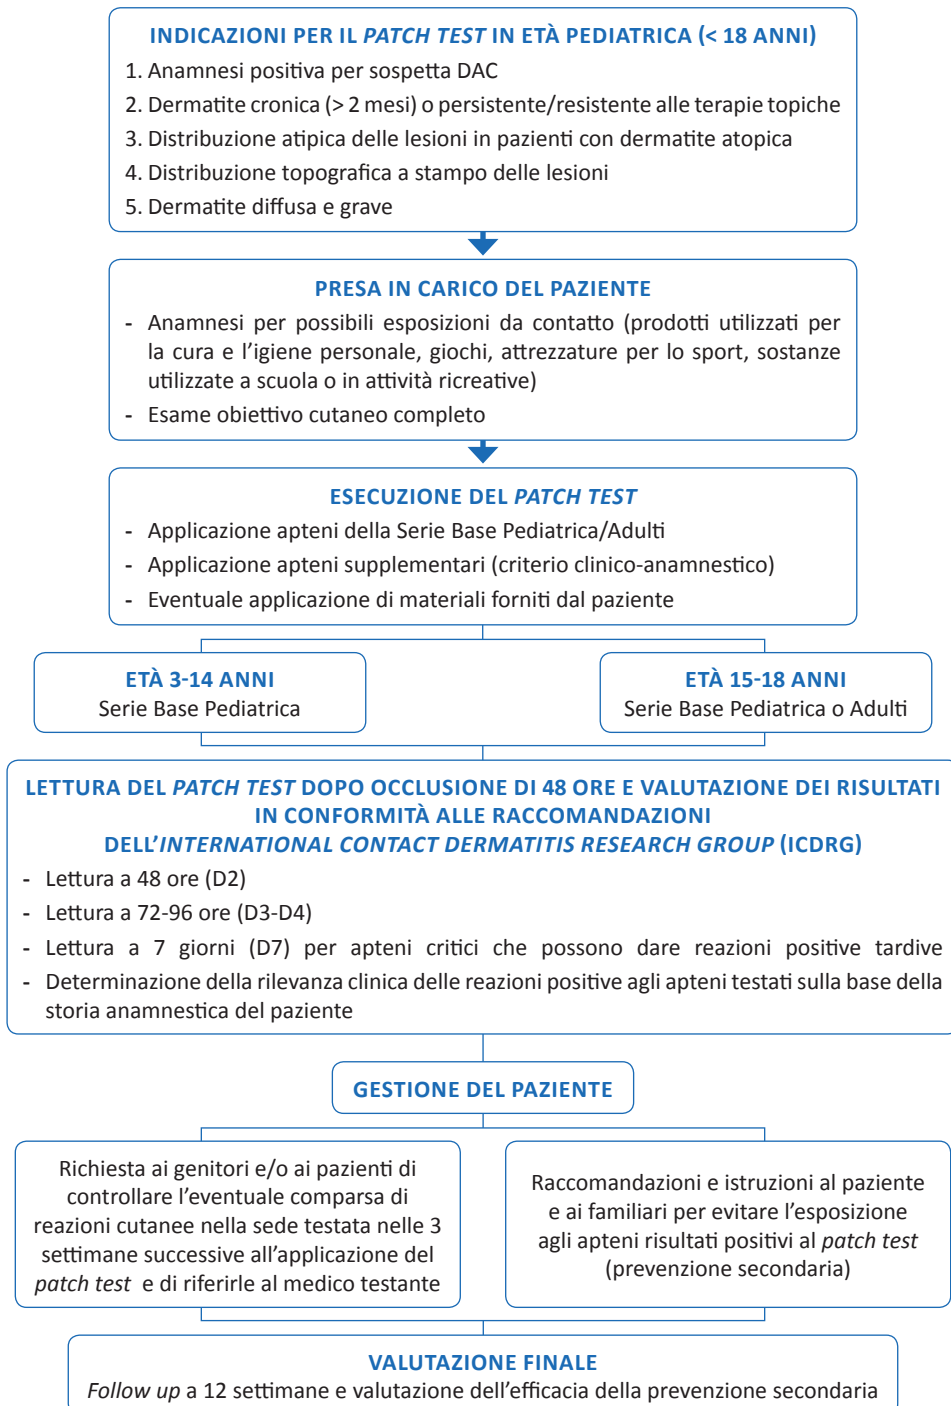 INDICAZIONI PER IL PATCH TEST IN ETÀ PEDIATRICA (< 18 ANNI)
1. Anamnesi positiva per sospetta DAC
2. Dermatite cronica (> 2 mesi) o persistente/resistente alle terapie topiche
3. Distribuzione atipica delle lesioni in pazienti con dermatite atopica
4. Distribuzione topografica a stampo delle lesioni
5. Dermatite diffusa e grave
PRESA IN CARICO DEL PAZIENTE
- Anamnesi per possibili esposizioni da contatto (prodotti utilizzati per
la cura e l'igiene personale, giochi, attrezzature per lo sport, sostanze
utilizzate a scuola o in attività ricreative)
- Esame obiettivo cutaneo completo
ESECUZIONE DEL PATCH TEST
- Applicazione apteni della Serie Base Pediatrica/Adulti
- Applicazione apteni supplementari (criterio clinico-anamnestico)
- Eventuale applicazione di materiali forniti dal paziente
ETÀ 3-14 ANNI
Serie Base Pediatrica
ETÀ 15-18 ANNI
Serie Base Pediatrica o Adulti
LETTURA DEL PATCH TEST DOPO OCCLUSIONE DI 48 ORE E VALUTAZIONE DEI RISULTATI
IN CONFORMITÀ ALLE RACCOMANDAZIONI
DELL'INTERNATIONAL CONTACT DERMATITIS RESEARCH GROUP (ICDRG)
- Lettura a 48 ore (D2)
- Lettura a 72-96 ore (D3-D4)
- Lettura a 7 giorni (D7) per apteni critici che possono dare reazioni positive tardive
- Determinazione della rilevanza clinica delle reazioni positive agli apteni testati sulla base della
storia anamnestica del paziente
GESTIONE DEL PAZIENTE
Richiesta ai genitori e/o ai pazienti di
controllare l'eventuale comparsa di
reazioni cutanee nella sede testata nelle 3
settimane successive all'applicazione del
patch test e di riferirle al medico testante
Raccomandazioni e istruzioni al paziente
e ai familiari per evitare l'esposizione
agli apteni risultati positivi al patch test
(prevenzione secondaria)
VALUTAZIONE FINALE
Follow up a 12 settimane e valutazione dell'efficacia della prevenzione secondaria